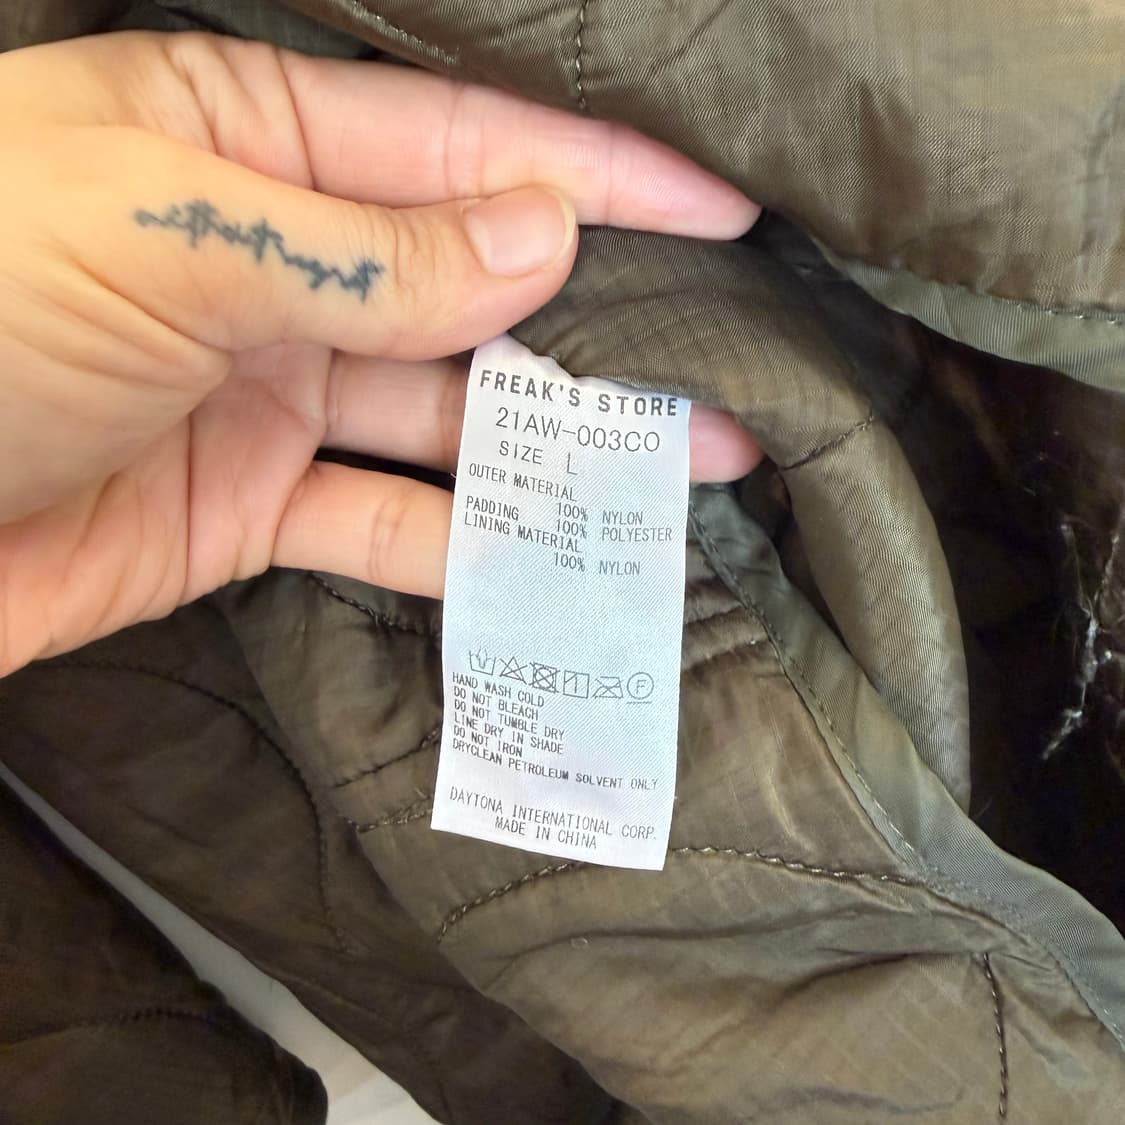 without regret
FREAK'S STORE
21AW-003CO
SIZE L
OUTER MATERIAL
100% NYLON
PADDING 100% POLYESTER
LINING MATERIAL
100% NYLON
F
HAND WASH COLD
DO NOT BLEACH
DO NOT TUMBLE DRY
LINE DRY IN SHADE
DO NOT IRON
DRYCLEAN PETROLEUM SOLVENT ONLY
DAYTONA INTERNATIONAL CORP.
MADE IN CHINA